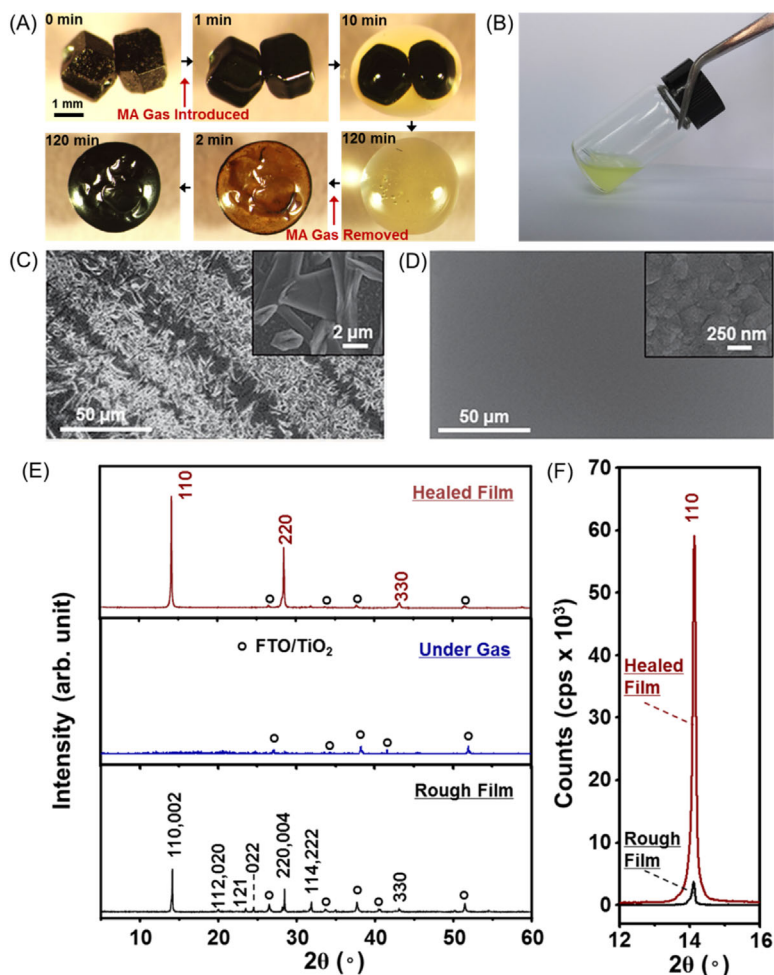 (A)
0 min
1 mm
1 min
10 min
MA Gas Introduced
120 min
2 min
120 min
MA Gas Removed
(B)
(C)
2 μm
50 μm
(D)
250 nm
50 μm
(E)
Intensity (arb. unit)
110
220
330
Healed Film
FTO/TiO₂
Under Gas
Rough Film
110,002
112,020
121
022
220,004
114,222
330
10 20 30 40 50 60
2θ (°)
(F)
Counts (cps x 10³)
70
60
50
40
30
20
10
0
110
Healed
Film
Rough
Film
12 14 16
2θ (°)